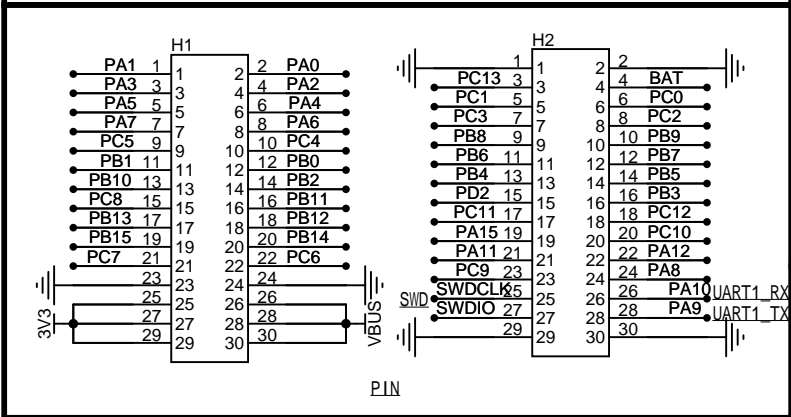 H1 H2
1 1 2 2
PA1 1 1 2 2 PA0 PC13 3 3 4 4 BAT
PA3 3 3 4 4 PA2 PC1 5 5 6 6 PC0
PA5 5 5 6 6 PA4 PC3 7 7 8 8 PC2
PA7 7 7 8 8 PA6 PB8 9 9 10 10 PB9
PC5 9 9 10 10 PC4 PB6 11 11 12 12 PB7
PB1 11 11 12 12 PB0 PB4 13 13 14 14 PB5
PB10 13 13 14 14 PB2 PD2 15 15 16 16 PB3
PC8 15 15 16 16 PB11 PC11 17 17 18 18 PC12
PB13 17 17 18 18 PB12 PA15 19 19 20 20 PC10
PB15 19 19 20 20 PB14 PA11 21 21 22 22 PA12
PC7 21 21 22 22 PC6 PC9 23 23 24 24 PA8
23 23 24 24 SWD SWDCLK 25 25 26 26 PA10 UART1_RX
25 25 26 26 SWDIO 27 27 28 28 PA9 UART1_TX
3V3 27 27 28 28 VBUS 29 29 30 30
29 29 30 30
PIN